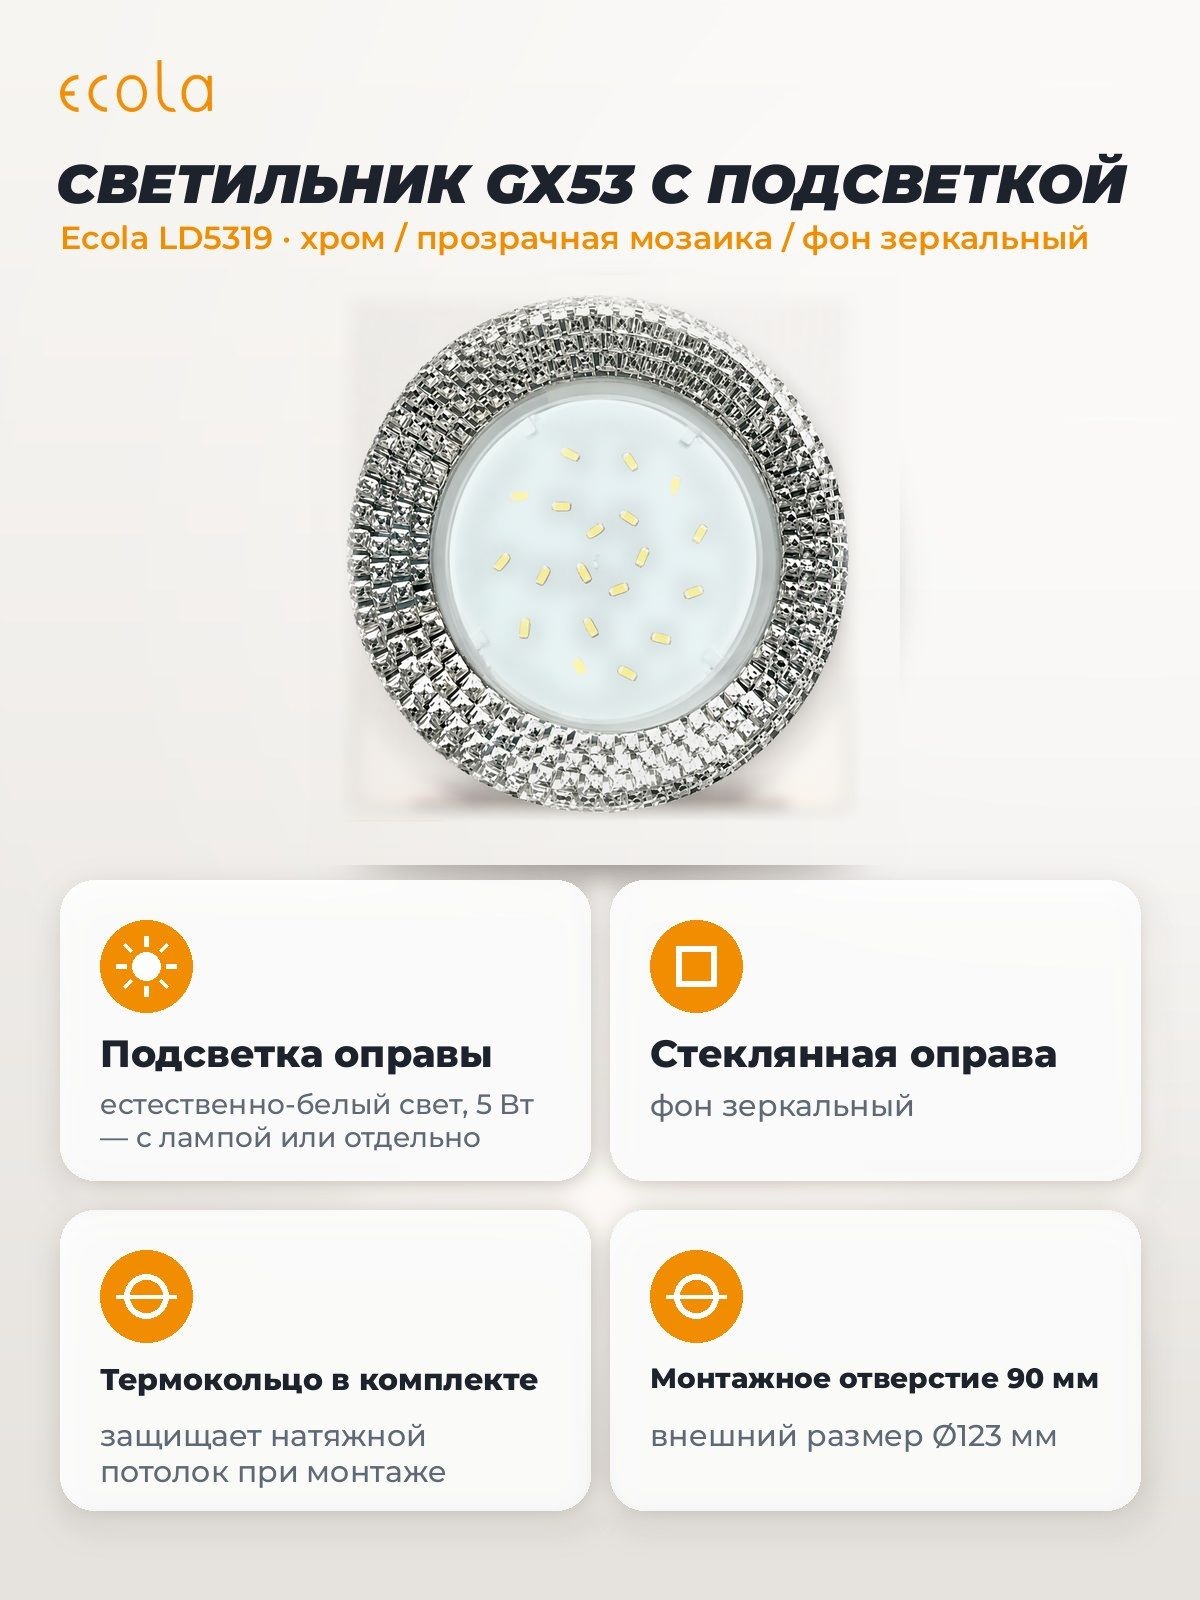 ecola
СВЕТИЛЬНИК GX53 С ПОДСВЕТКОЙ
Ecola LD5319 · хром / прозрачная мозаика / фон зеркальный
Подсветка оправы
естественно-белый свет, 5 Вт
— с лампой или отдельно
Стеклянная оправа
фон зеркальный
Термокольцо в комплекте
защищает натяжной
потолок при монтаже
Монтажное отверстие 90 мм
внешний размер Ø123 мм